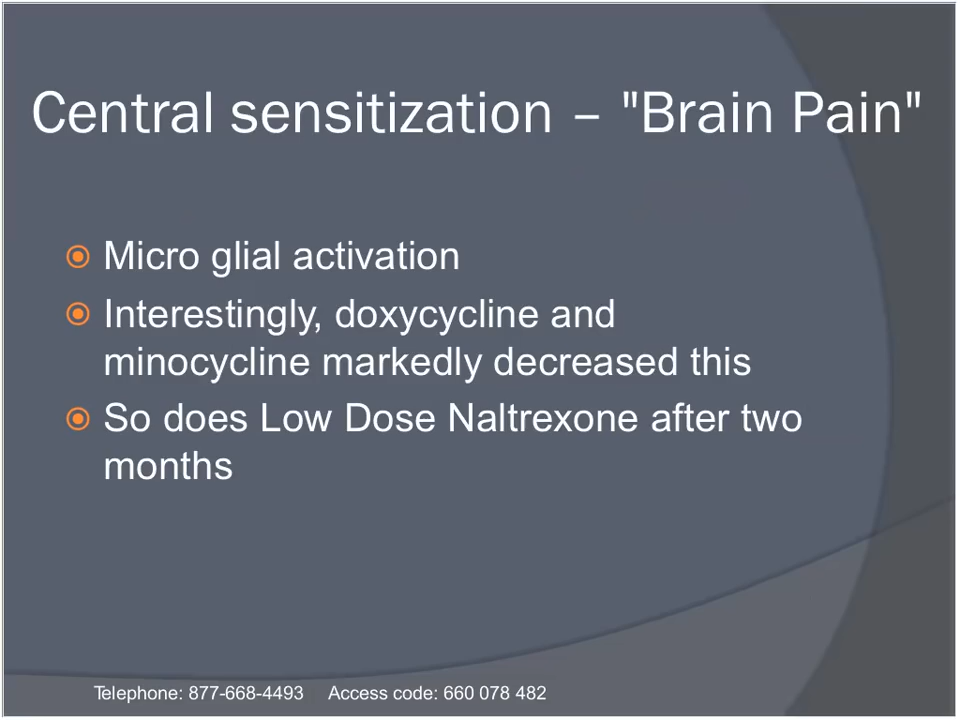 Central sensitization – "Brain Pain"
Micro glial activation
Interestingly, doxycycline and
minocycline markedly decreased this
So does Low Dose Naltrexone after two
months
Telephone: 877-668-4493 Access code: 660 078 482